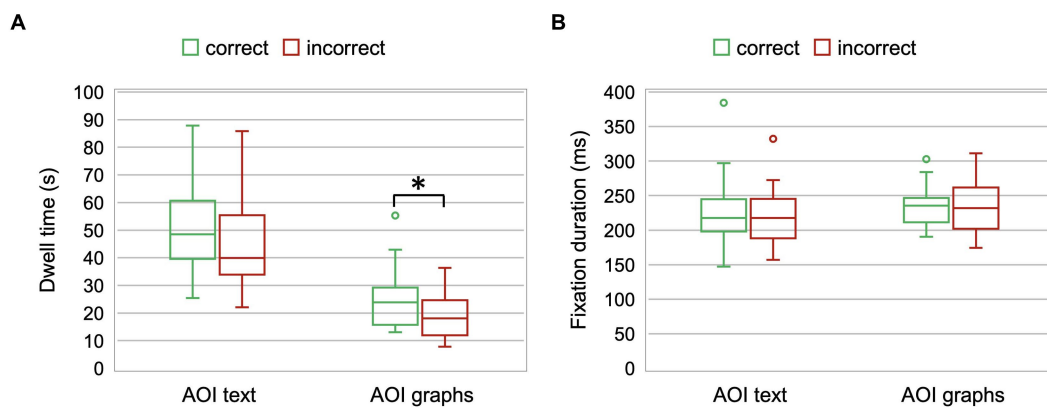 A
correct incorrect
Dwell time (s)
100
90
80
70
60
50
40
30
20
10
0
*
AOI text AOI graphs
B
correct incorrect
Fixation duration (ms)
400
350
300
250
200
150
100
50
0
AOI text AOI graphs